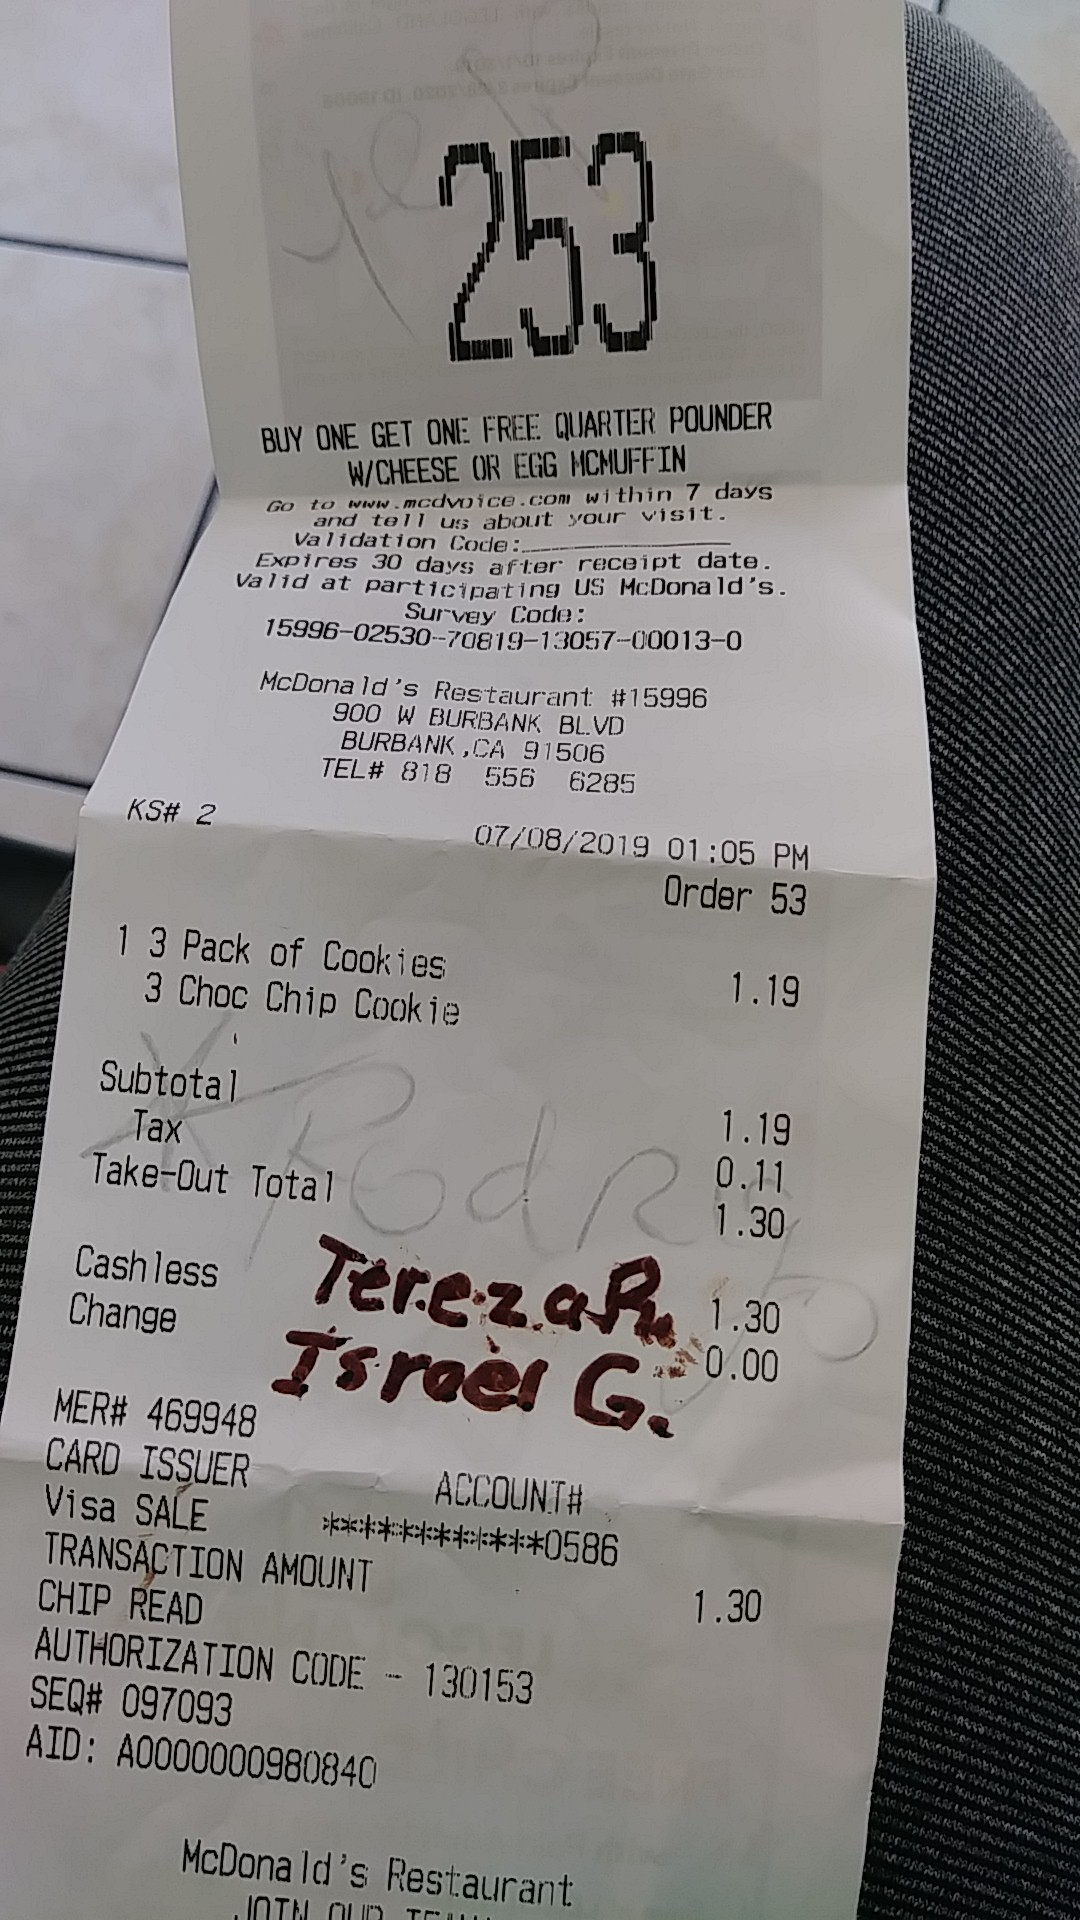 253
BUY ONE GET ONE FREE QUARTER POUNDER
W/CHEESE OR EGG MCMUFFIN
Go to www.mcdvoice.com within 7 days
and tell us about your visit.
Validation Code:
Expires 30 days after receipt date.
Valid at participating US McDonald's.
Survey Code:
15996-02530-70819-13057-00013-0
McDonald's Restaurant #15996
900 W BURBANK BLVD
BURBANK,CA 91506
TEL# 818 556 6285
KS# 2
07/08/2019 01:05 PM
Order 53
1 3 Pack of Cookies 1.19
3 Choc Chip Cookie
Subtotal 1.19
Tax 0.11
Take-Out Total 1.30
Cashless 1.30
Change 0.00
Tereza
Israel G.
MER# 469948
CARD ISSUER ACCOUNT#
Visa SALE ************0586
TRANSACTION AMOUNT 1.30
CHIP READ
AUTHORIZATION CODE - 130153
SEQ# 097093
AID: A0000000980840
McDonald's Restaurant
JOIN OUR TEAM